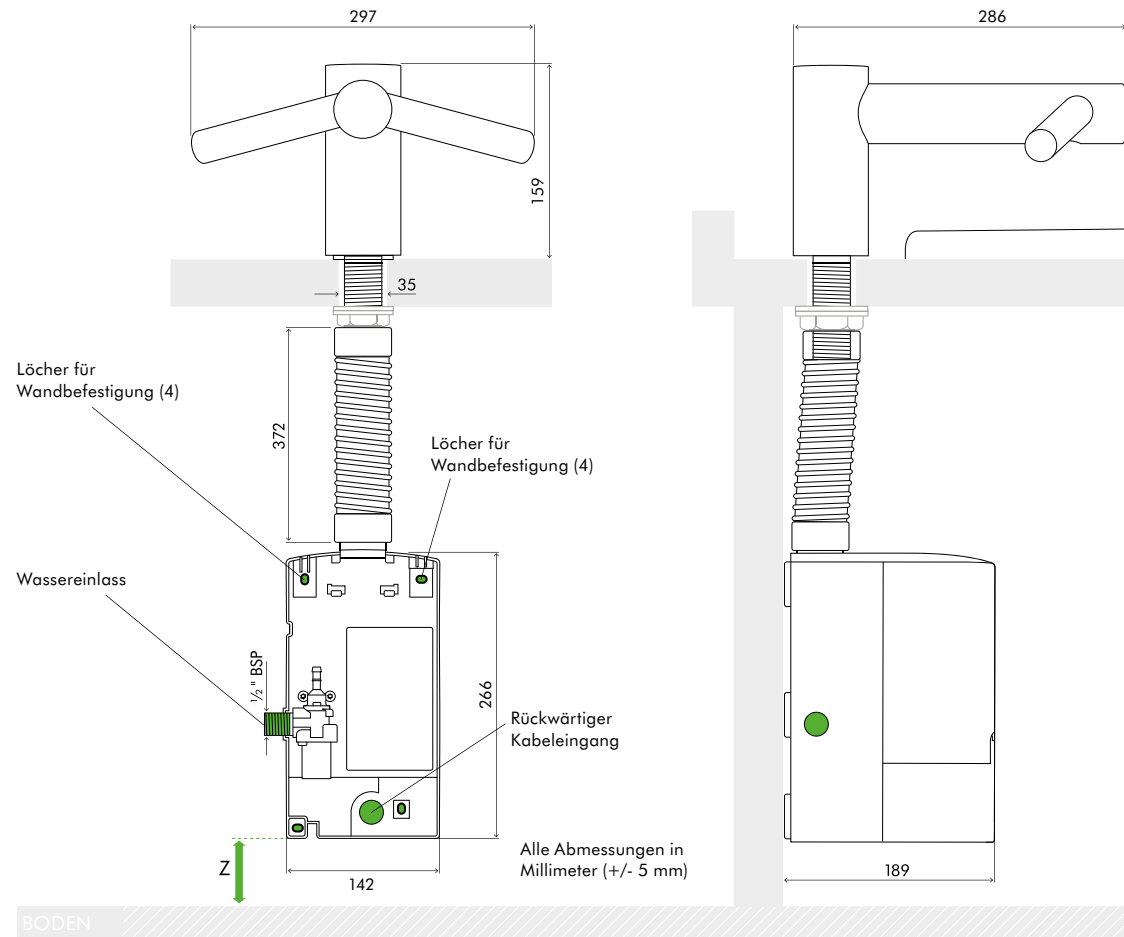 297
286
159
35
Löcher für
Wandbefestigung (4)
372
Löcher für
Wandbefestigung (4)
Wassereinlass
½" BSP
266
Rückwärtiger
Kabeleingang
Alle Abmessungen in
Millimeter (+/- 5 mm)
Z
142
189
BODEN